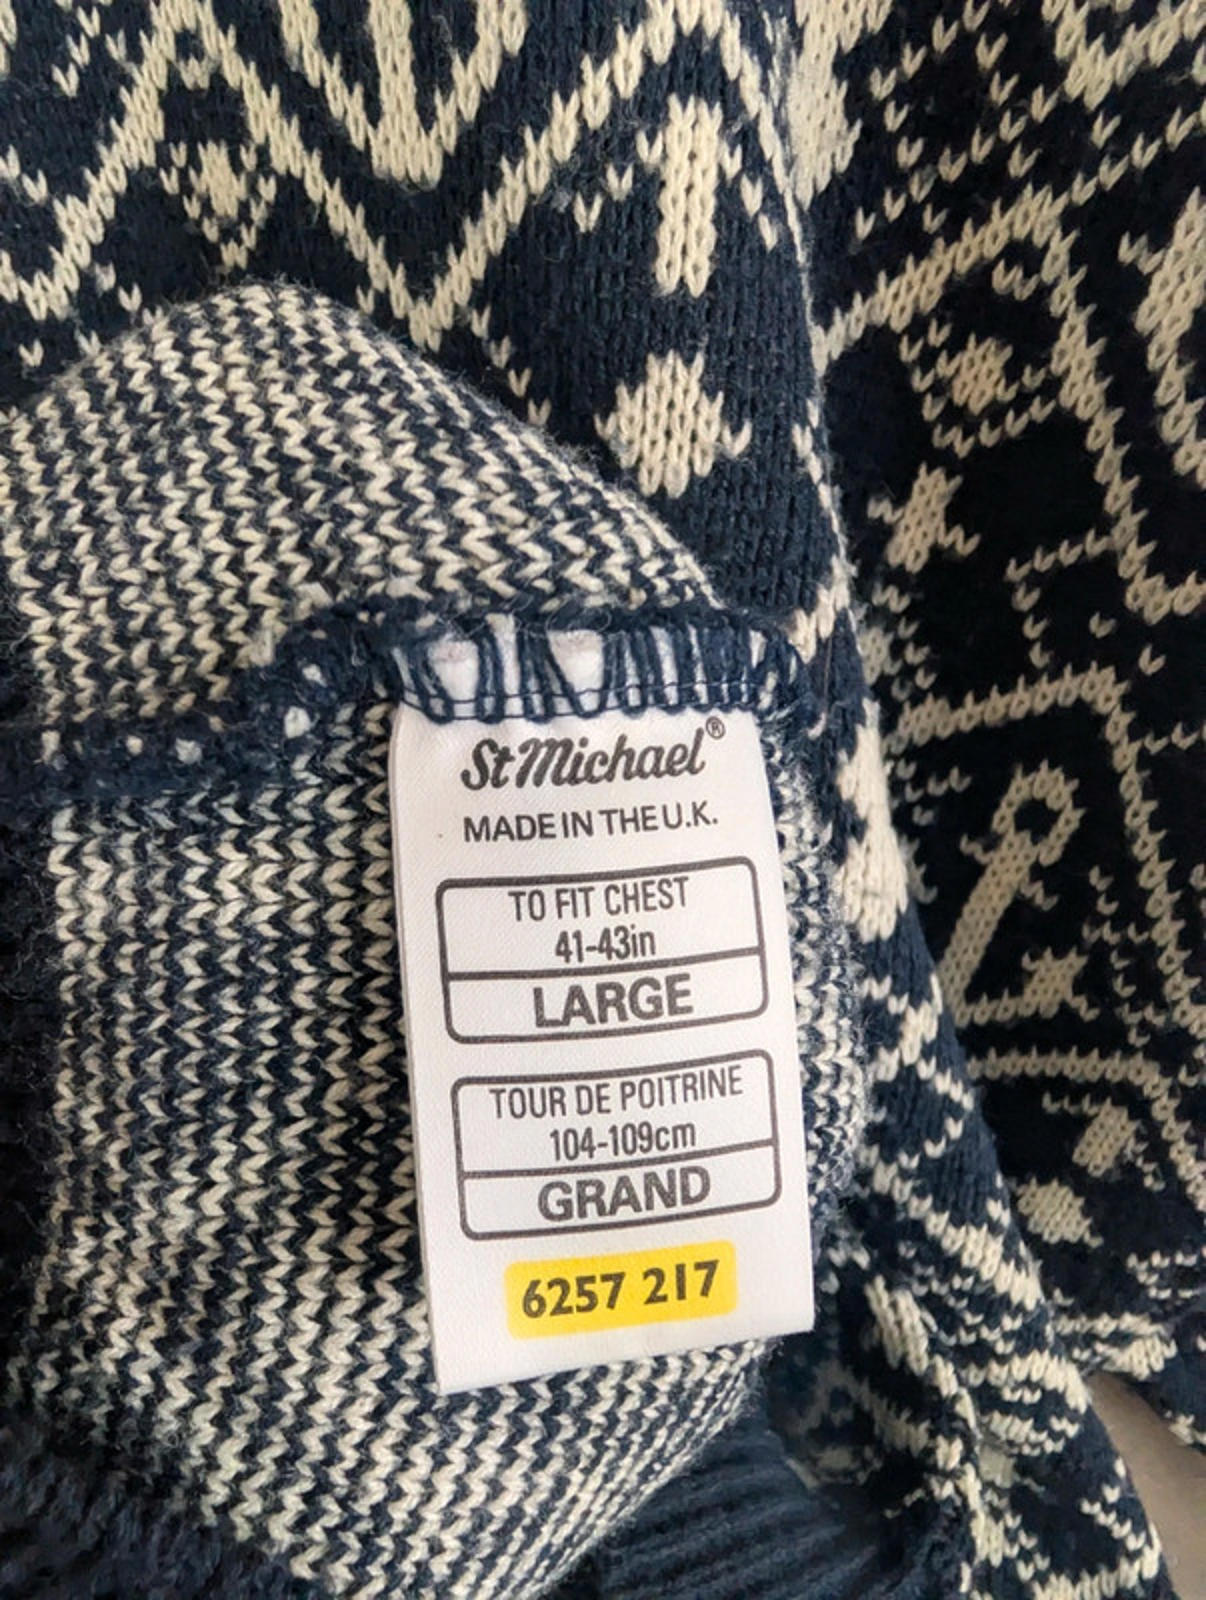 St Michael®
MADE IN THE U.K.
TO FIT CHEST
41-43in
LARGE
TOUR DE POITRINE
104-109cm
GRAND
6257 217